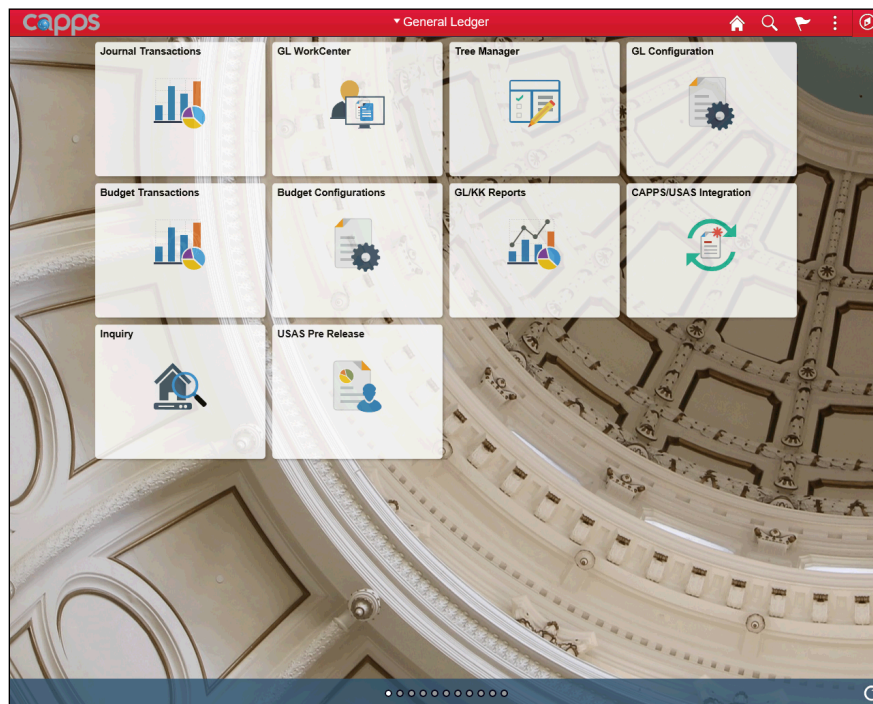 capps
General Ledger
Journal Transactions
GL WorkCenter
Tree Manager
GL Configuration
Budget Transactions
Budget Configurations
GL/KK Reports
CAPPS/USAS Integration
Inquiry
USAS Pre Release